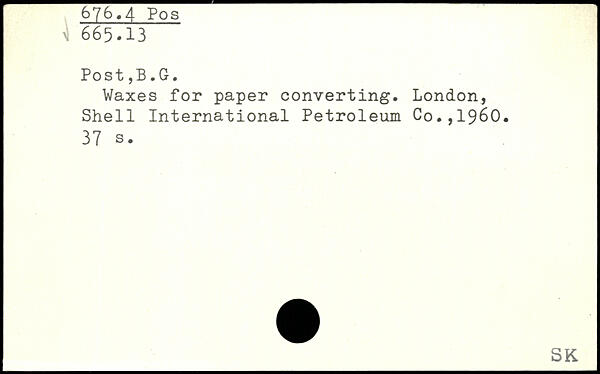 676.4 Pos
665.13
Post,B.G.
Waxes for paper converting. London,
Shell International Petroleum Co.,1960.
37 s.
SK